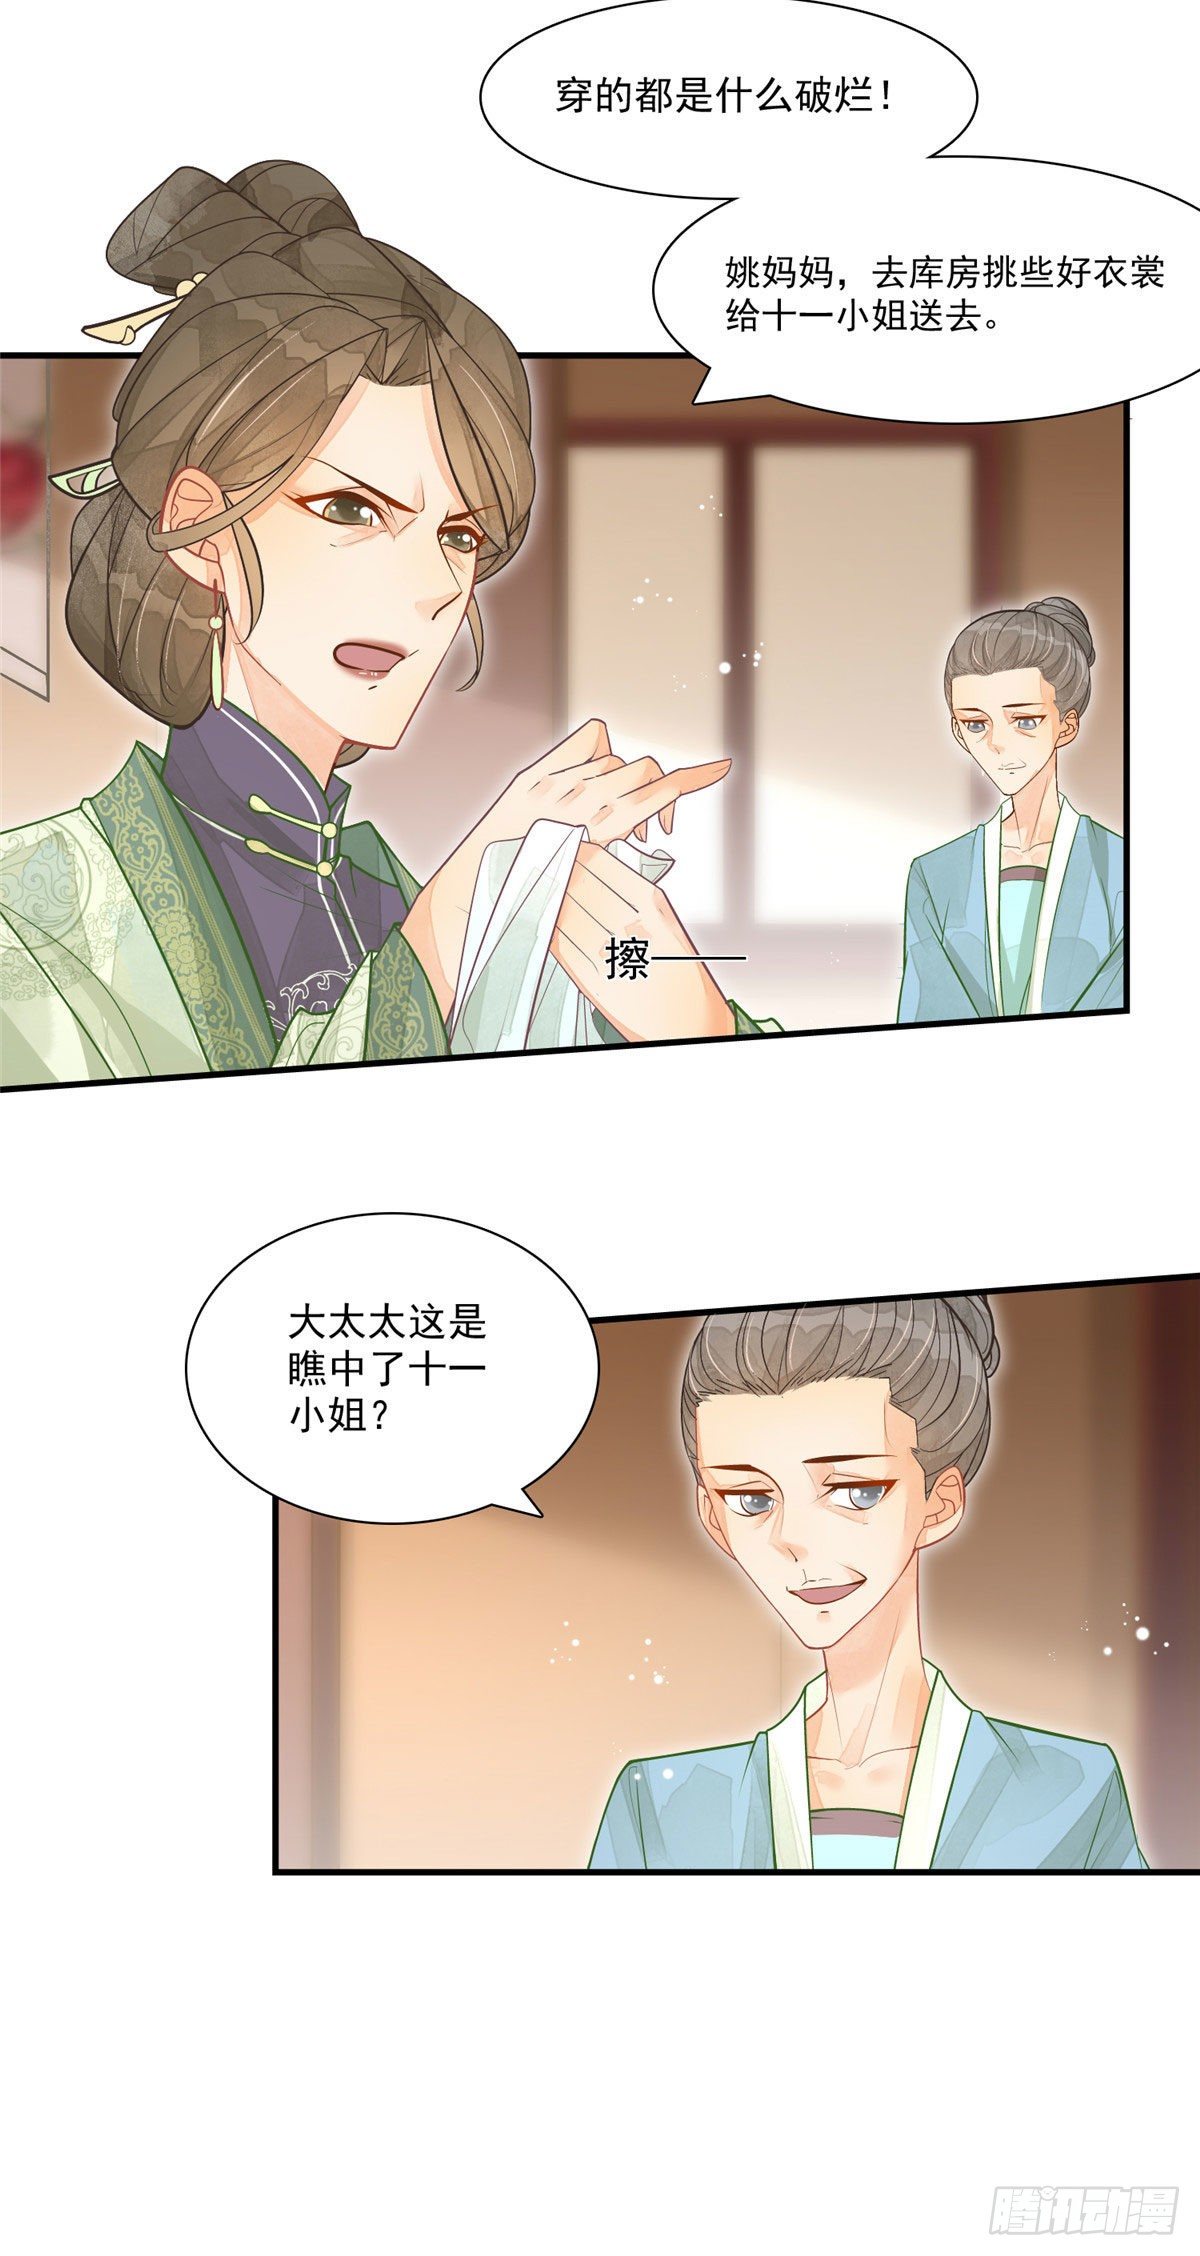 穿的都是什么破烂！
姚妈妈，去库房挑些好衣裳
给十一小姐送去。
擦——
大太太这是
瞧中了十一
小姐？
腾讯动漫